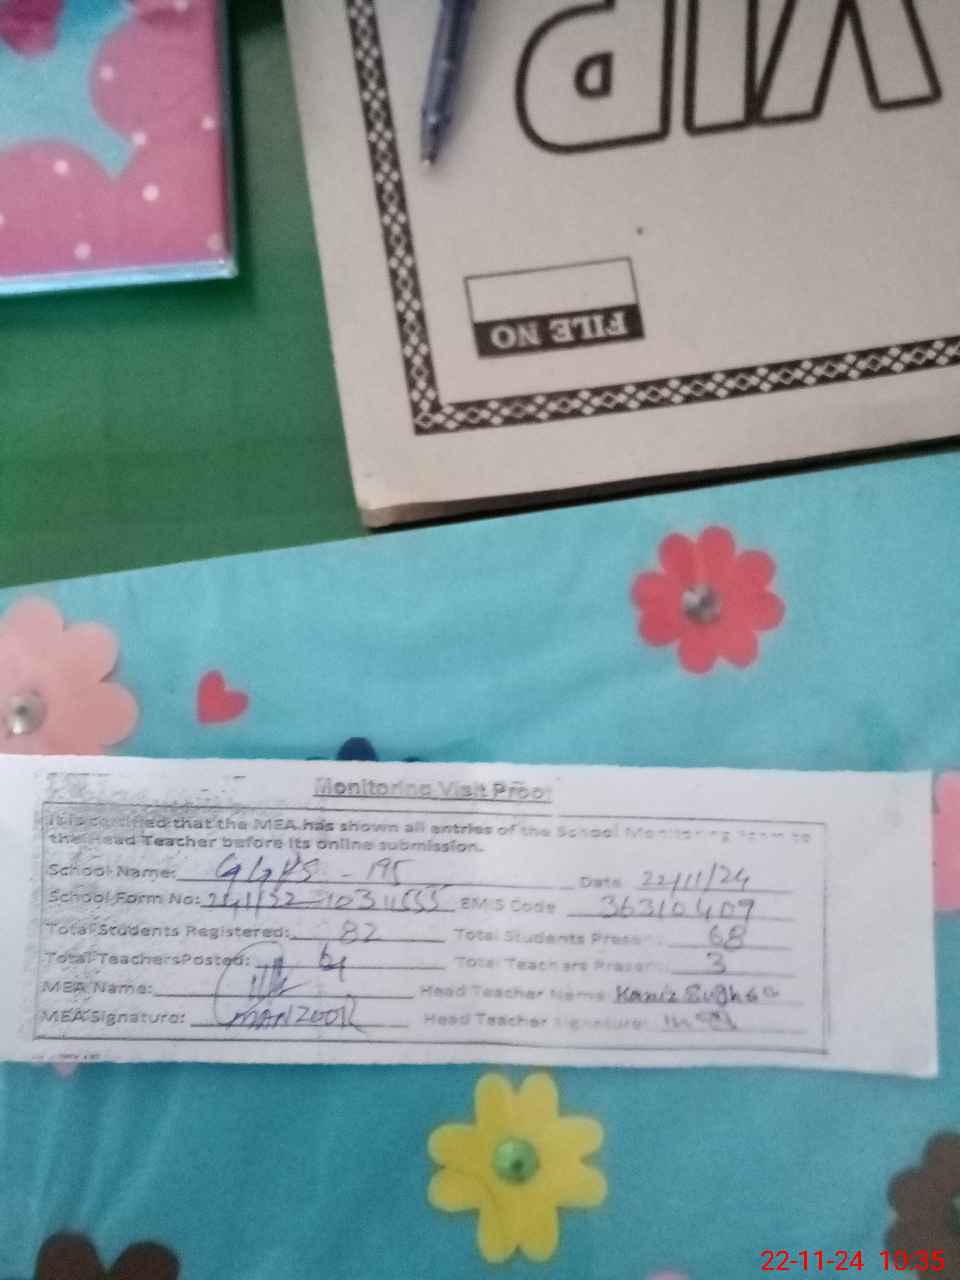 VIP
FILE NO
Monitoring Visit Proof
It is certified that the MEA has shown all entries of the School Monitoring Form to
the Head Teacher before its online submission.
School Name: - 195 Date 22/11/24
School Form No: EMIS Code 36310409
Total Students Registered: 82 Total Students Present: 68
Total Teachers Posted: Total Teachers Present: 3
MEA Name: Head Teacher Name: Kaniz
MEA Signature: MANZOOR Head Teacher Signature:
22-11-24 10:35